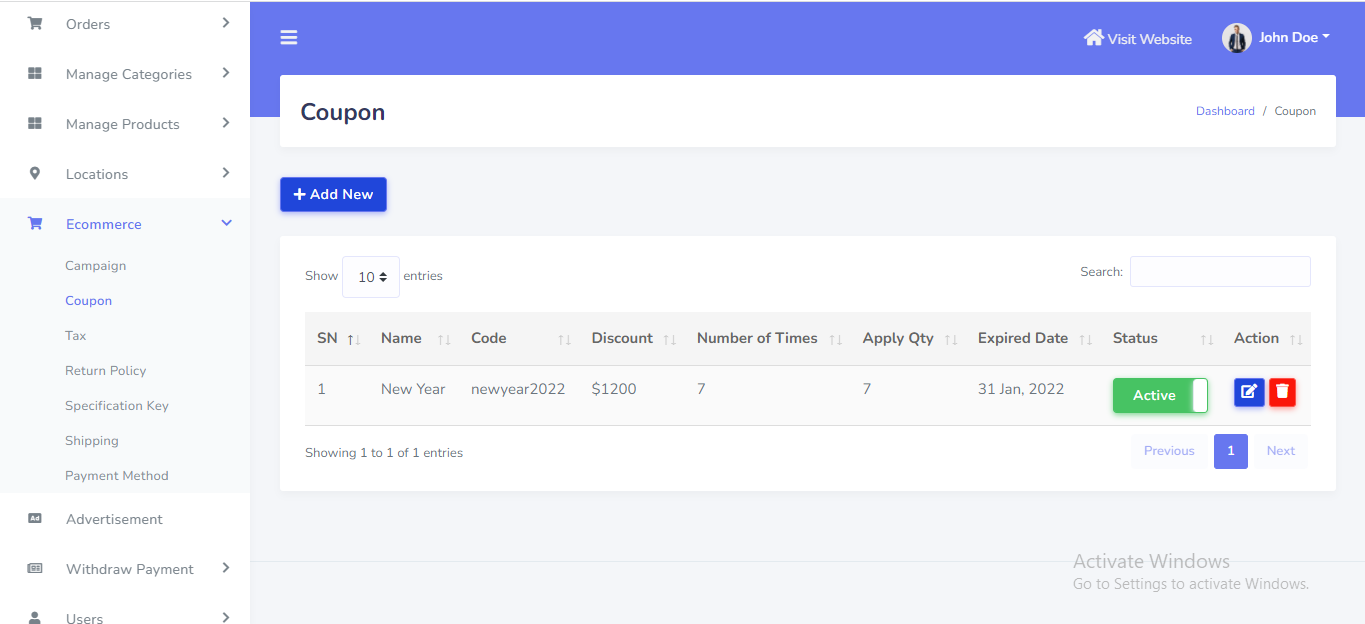 Orders
Manage Categories
Manage Products
Locations
Ecommerce
Campaign
Coupon
Tax
Return Policy
Specification Key
Shipping
Payment Method
Ad
Advertisement
Withdraw Payment
Users
Visit Website
John Doe
Coupon
Dashboard / Coupon
+ Add New
Show 10 entries
Search:
SN Name Code Discount Number of Times Apply Qty Expired Date Status Action
1 New Year newyear2022 $1200 7 7 31 Jan, 2022 Active
Showing 1 to 1 of 1 entries
Previous 1 Next
Activate Windows
Go to Settings to activate Windows.